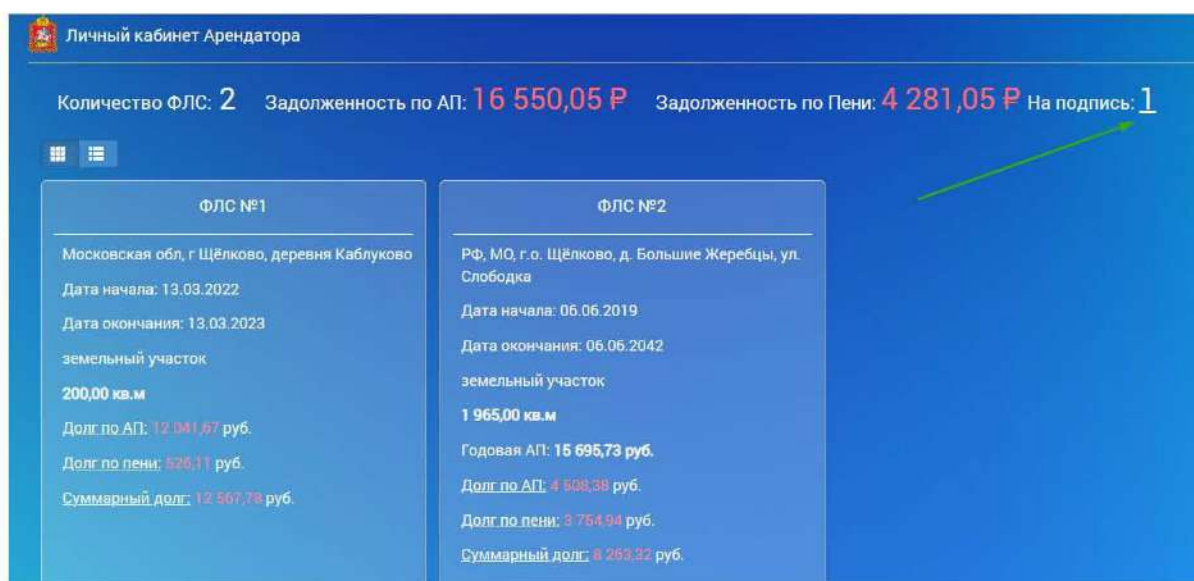 Личный кабинет Арендатора
Количество ФЛС: 2 Задолженность по АП: 16 550,05 ₽ Задолженность по Пени: 4 281,05 ₽ На подпись: 1
ФЛС №1
Московская обл, г Щёлково, деревня Каблуково
Дата начала: 13.03.2022
Дата окончания: 13.03.2023
земельный участок
200,00 кв.м
Долг по АП: 12 041,67 руб.
Долг по пени: 526,11 руб.
Суммарный долг: 12 567,78 руб.
ФЛС №2
РФ, МО, г.о. Щёлково, д. Большие Жеребцы, ул.
Слободка
Дата начала: 06.06.2019
Дата окончания: 06.06.2042
земельный участок
1 965,00 кв.м
Годовая АП: 15 695,73 руб.
Долг по АП: 4 508,38 руб.
Долг по пени: 3 754,94 руб.
Суммарный долг: 8 263,32 руб.